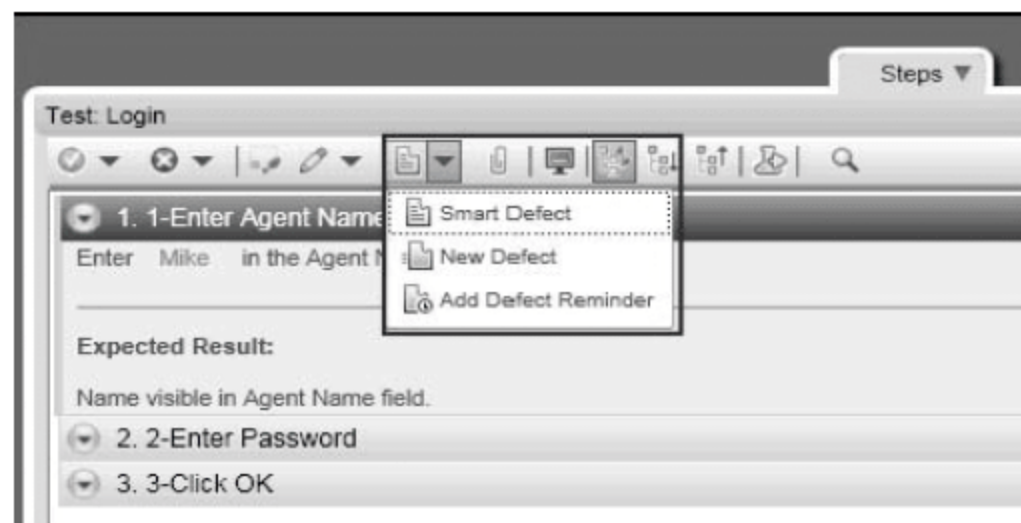 Steps
Test: Login
Smart Defect
1. 1-Enter Agent Name
New Defect
Enter Mike in the Agent
Add Defect Reminder
Expected Result:
Name visible in Agent Name field.
2. 2-Enter Password
3. 3-Click OK